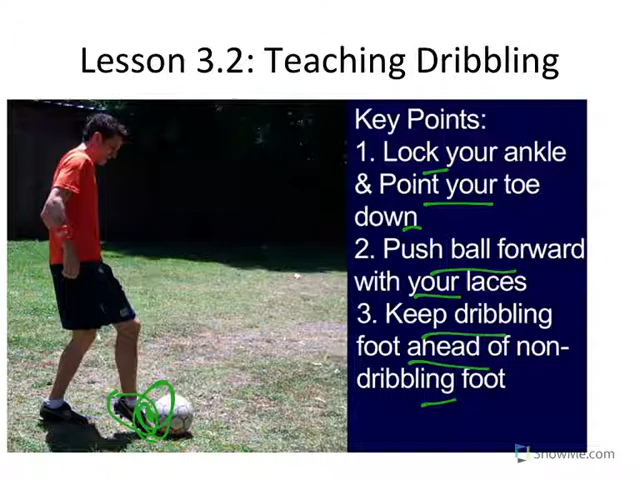 Lesson 3.2: Teaching Dribbling
Key Points:
1. Lock your ankle
& Point your toe
down
2. Push ball forward
with your laces
3. Keep dribbling
foot ahead of non-
dribbling foot
ShowMe.com